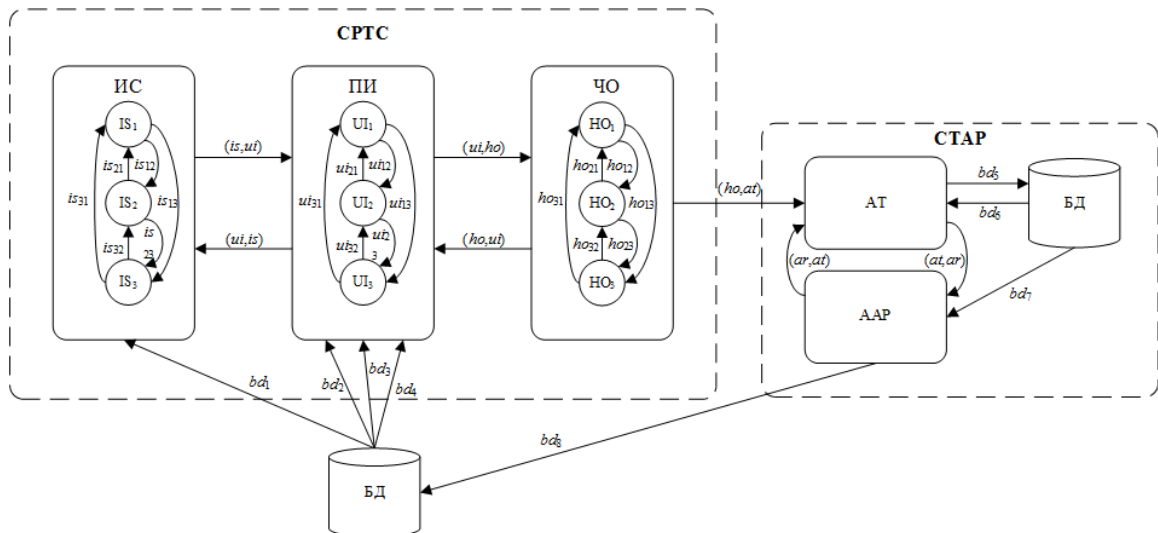 СРТС
ИС
ПИ
ЧО
IS1
is21
is12
is31
is13
IS2
is32
is
23
IS3
(is,ui)
(ui,is)
UI1
ui21
ui12
ui31
ui13
UI2
ui32
ui2
3
UI3
(ui,ho)
(ho,ui)
HO1
ho21
ho12
ho31
ho13
HO2
ho32
ho23
HO3
(ho,at)
СТАР
АТ
bd5
bd6
БД
(ar,at)
(at,ar)
bd7
ААР
bd1
bd2
bd3
bd4
bd8
БД